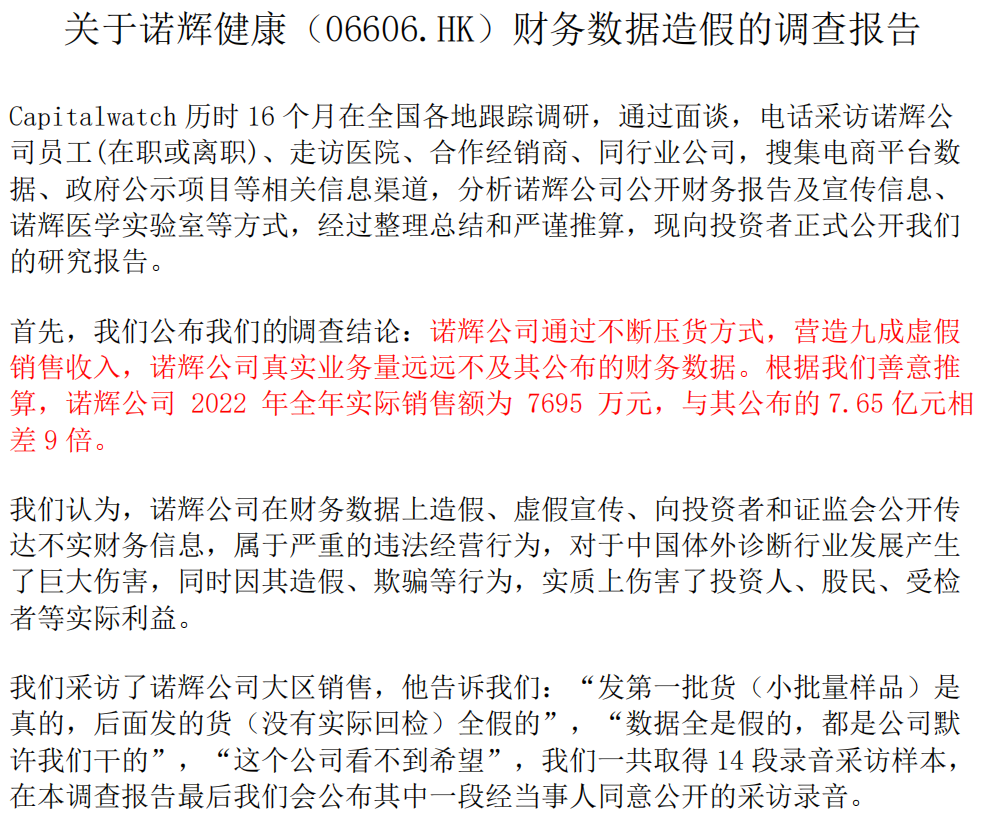 关于诺辉健康（06606.HK）财务数据造假的调查报告
Capitalwatch 历时 16 个月在全国各地跟踪调研，通过面谈，电话采访诺辉公
司员工(在职或离职)、走访医院、合作经销商、同行业公司，搜集电商平台数
据、政府公示项目等相关信息渠道，分析诺辉公司公开财务报告及宣传信息、
诺辉医学实验室等方式，经过整理总结和严谨推算，现向投资者正式公开我们
的研究报告。
首先，我们公布我们的调查结论：诺辉公司通过不断压货方式，营造九成虚假
销售收入，诺辉公司真实业务量远远不及其公布的财务数据。根据我们善意推
算，诺辉公司 2022 年全年实际销售额为 7695 万元，与其公布的 7.65 亿元相
差 9 倍。
我们认为，诺辉公司在财务数据上造假、虚假宣传、向投资者和证监会公开传
达不实财务信息，属于严重的违法经营行为，对于中国体外诊断行业发展产生
了巨大伤害，同时因其造假、欺骗等行为，实质上伤害了投资人、股民、受检
者等实际利益。
我们采访了诺辉公司大区销售，他告诉我们：“发第一批货（小批量样品）是
真的，后面发的货（没有实际回检）全假的”，“数据全是假的，都是公司默
许我们干的”，“这个公司看不到希望”，我们一共取得 14 段录音采访样本，
在本调查报告最后我们会公布其中一段经当事人同意公开的采访录音。